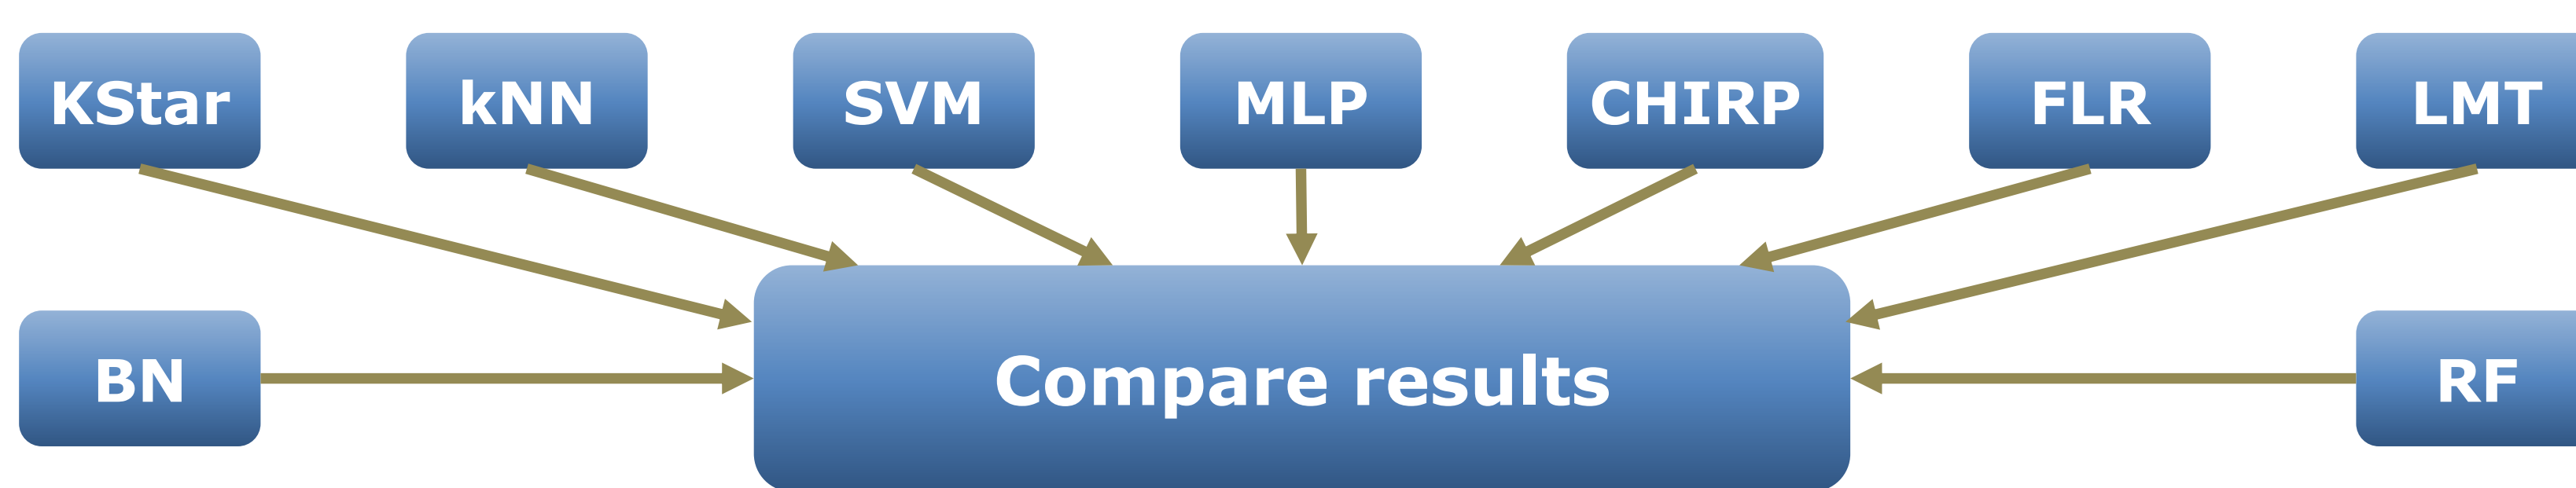 KStar
kNN
SVM
MLP
CHIRP
FLR
LMT
BN
Compare results
RF